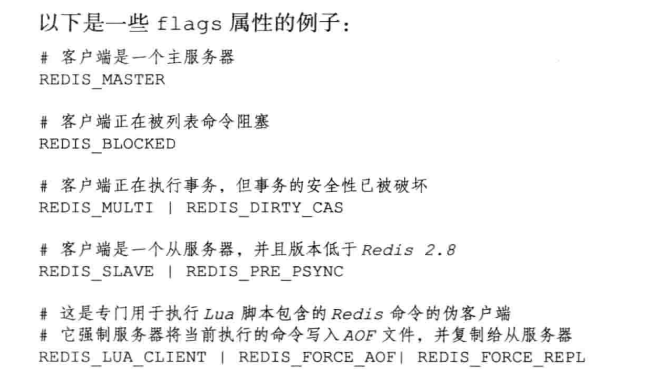 以下是一些 flags 属性的例子：
# 客户端是一个主服务器
REDIS_MASTER
# 客户端正在被列表命令阻塞
REDIS_BLOCKED
# 客户端正在执行事务，但事务的安全性已被破坏
REDIS_MULTI | REDIS_DIRTY_CAS
# 客户端是一个从服务器，并且版本低于 Redis 2.8
REDIS_SLAVE | REDIS_PRE_PSYNC
# 这是专门用于执行 Lua 脚本包含的 Redis 命令的伪客户端
# 它强制服务器将当前执行的命令写入 AOF 文件，并复制给从服务器
REDIS_LUA_CLIENT | REDIS_FORCE_AOF| REDIS_FORCE_REPL